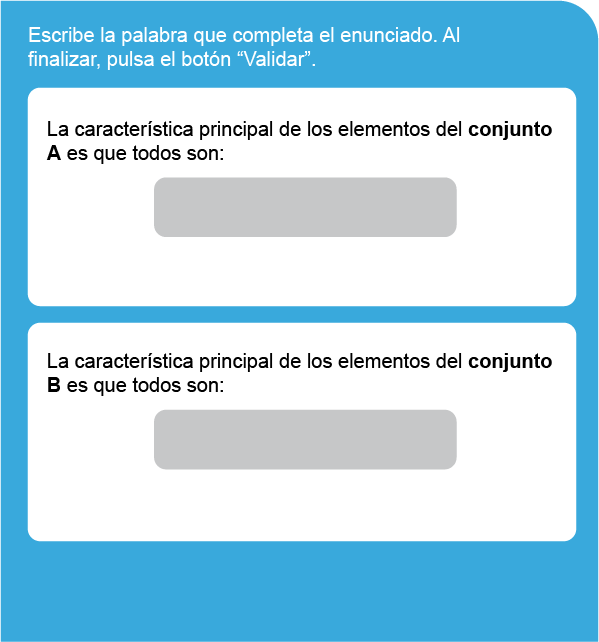 Escribe la palabra que completa el enunciado. Al
finalizar, pulsa el botón “Validar”.
La característica principal de los elementos del conjunto
A es que todos son:
La característica principal de los elementos del conjunto
B es que todos son: